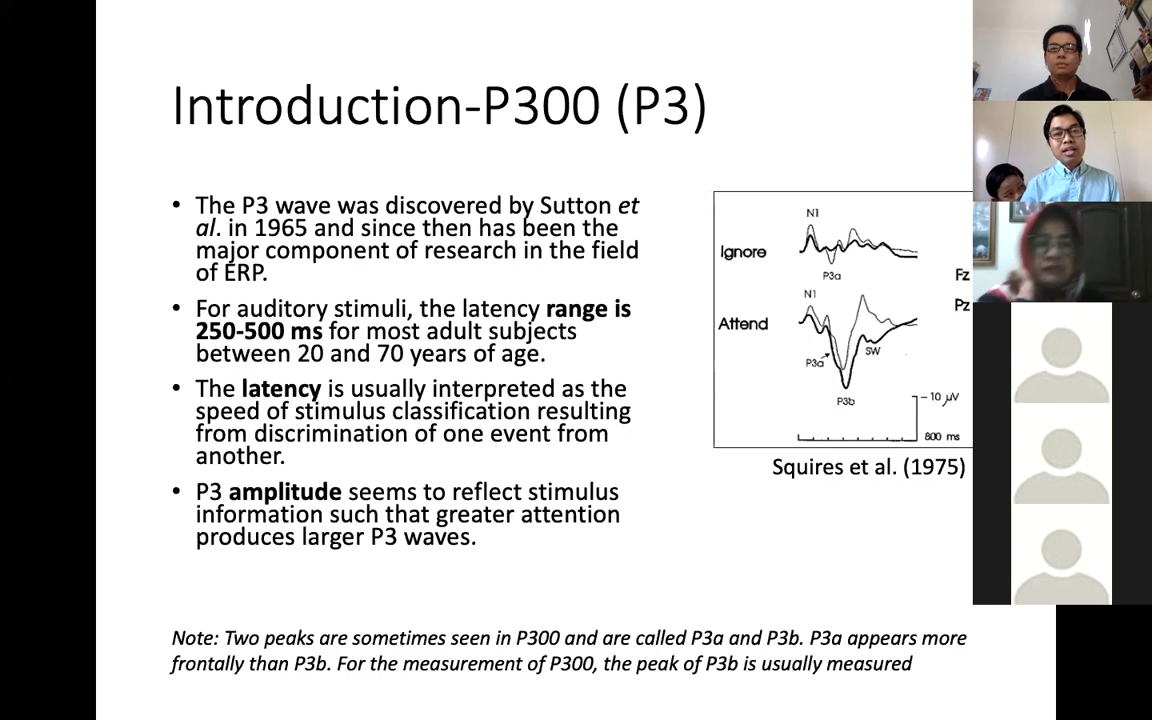 Introduction-P300 (P3)
• The P3 wave was discovered by Sutton et
al. in 1965 and since then has been the
major component of research in the field
of ERP.
• For auditory stimuli, the latency range is
250-500 ms for most adult subjects
between 20 and 70 years of age.
• The latency is usually interpreted as the
speed of stimulus classification resulting
from discrimination of one event from
another.
• P3 amplitude seems to reflect stimulus
information such that greater attention
produces larger P3 waves.
N1
Ignore
P3a
Fz
N1
Pz
Attend
SW
P3a
P3b
- 10 µV
800 ms
Squires et al. (1975)
Note: Two peaks are sometimes seen in P300 and are called P3a and P3b. P3a appears more
frontally than P3b. For the measurement of P300, the peak of P3b is usually measured